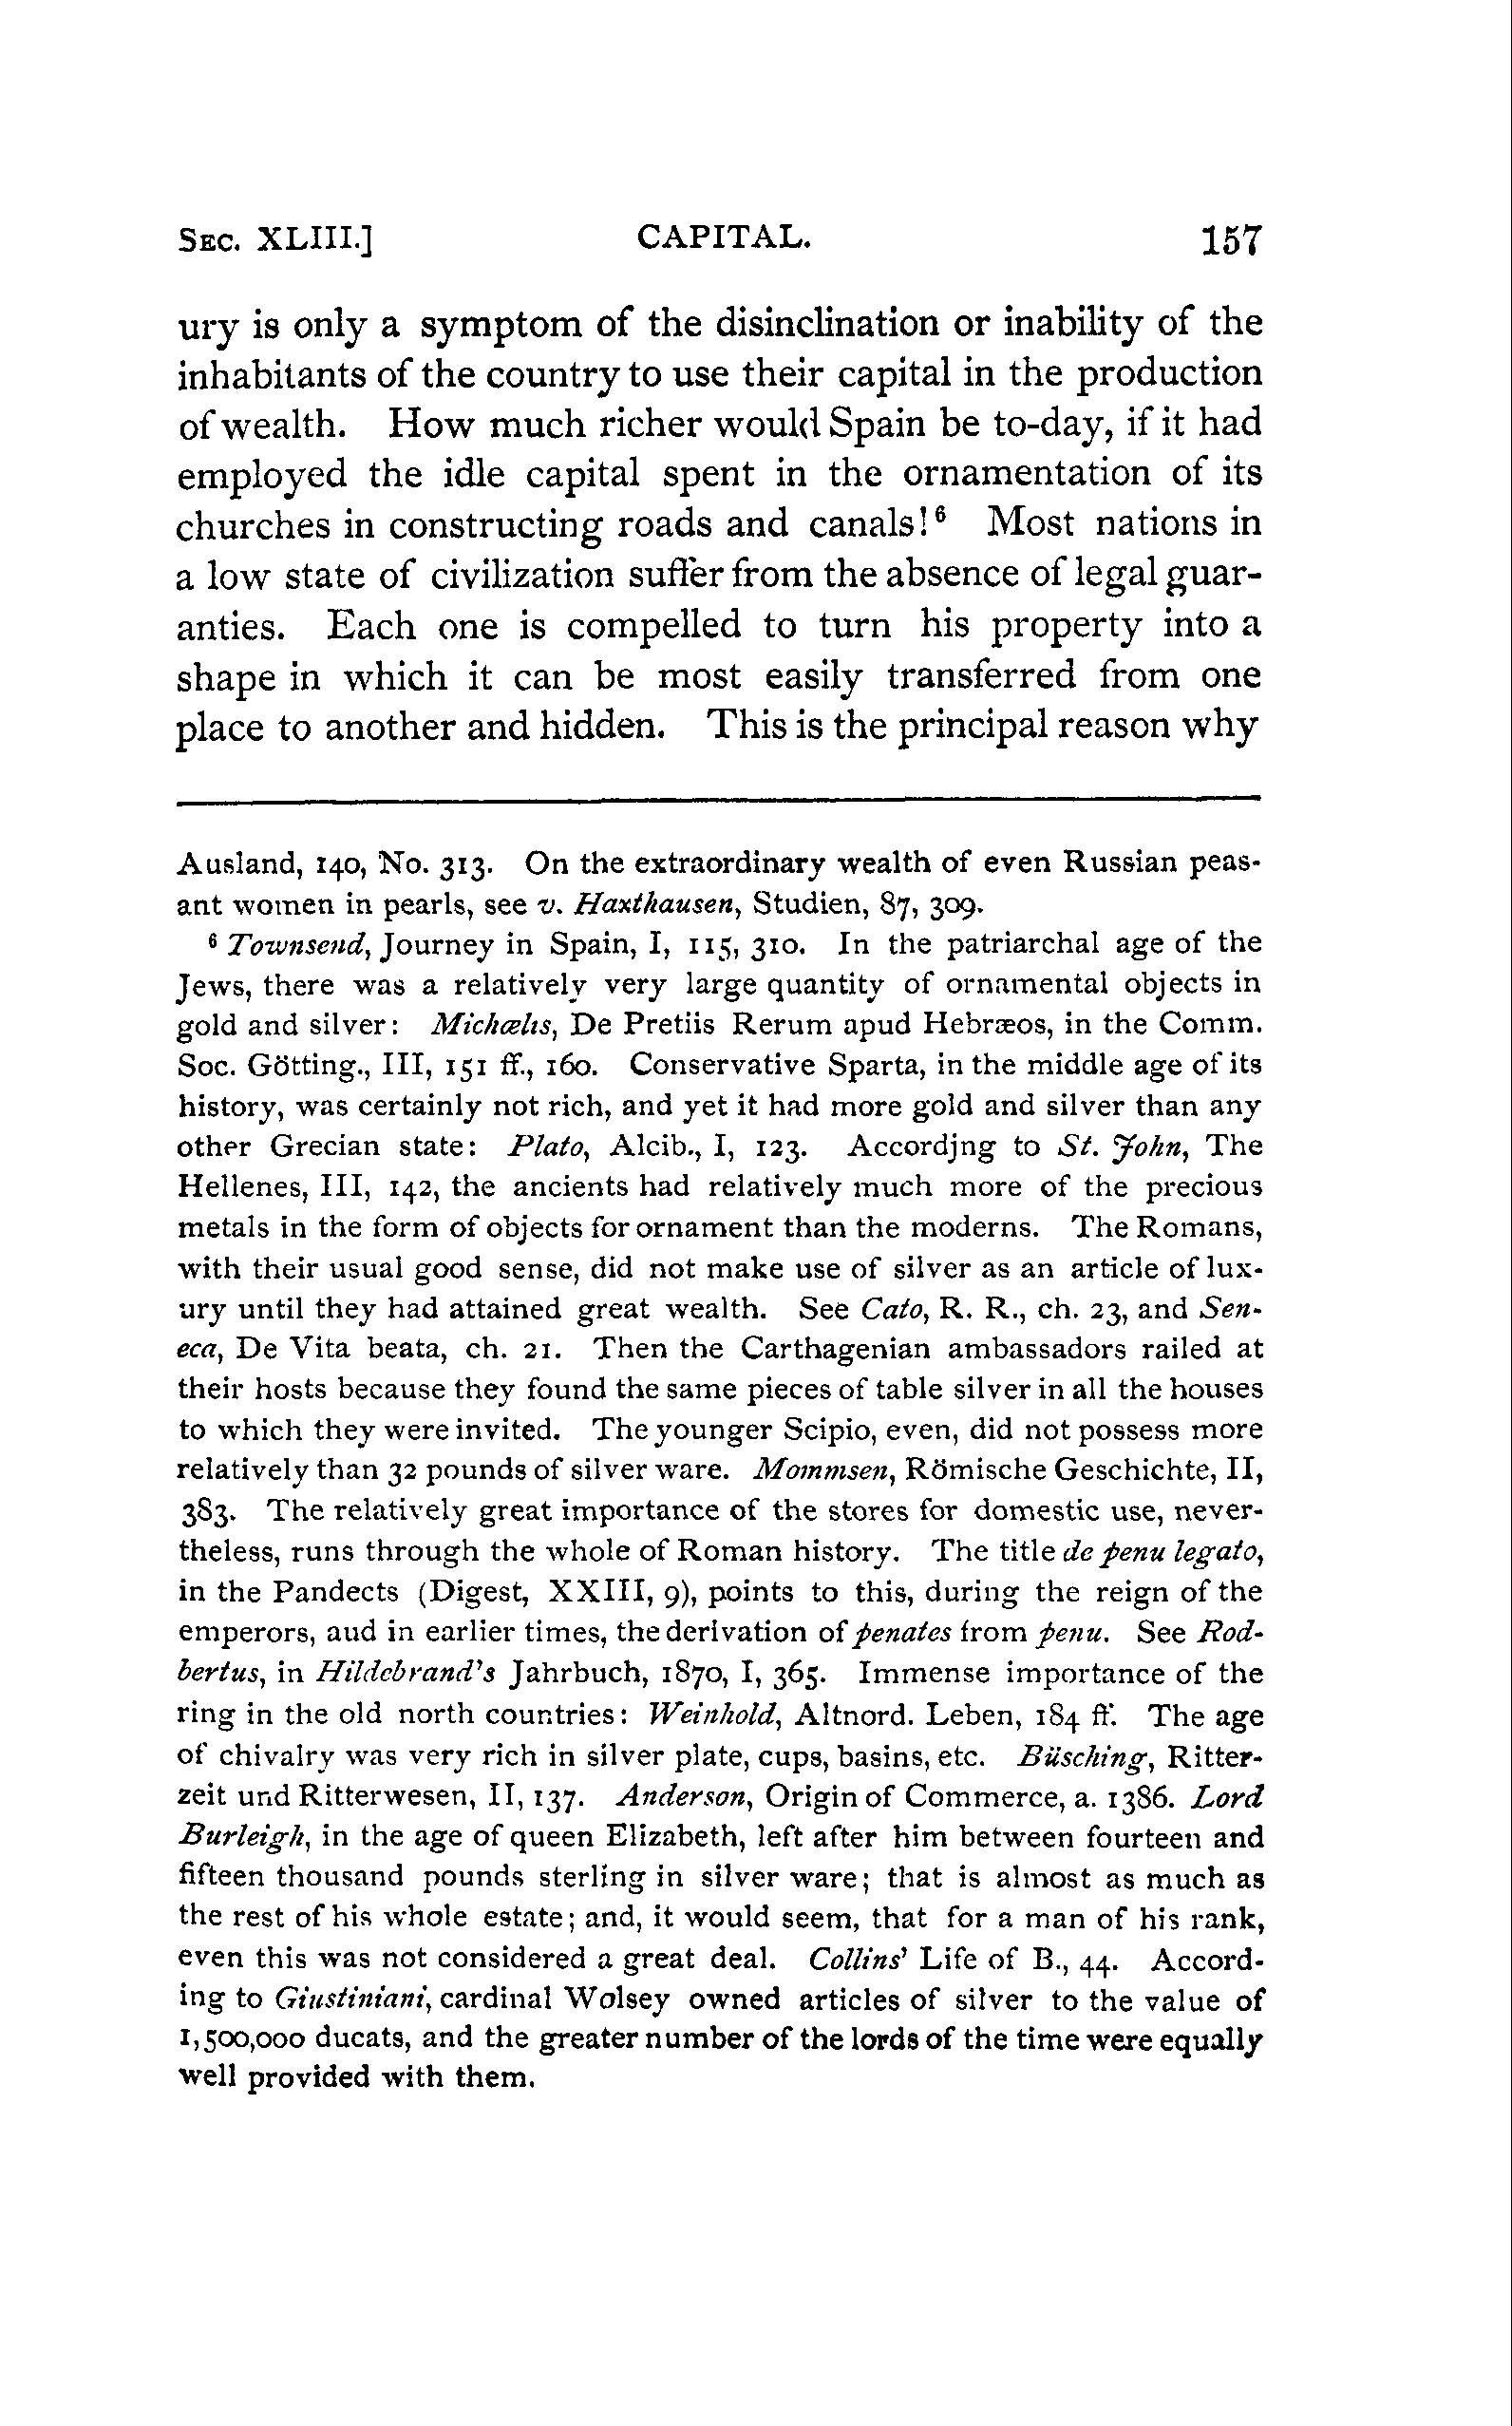 SEC. XLIII.] CAPITAL. 157
ury is only a symptom of the disinclination or inability of the
inhabitants of the country to use their capital in the production
of wealth. How much richer would Spain be to-day, if it had
employed the idle capital spent in the ornamentation of its
churches in constructing roads and canals!⁶ Most nations in
a low state of civilization suffer from the absence of legal guar-
anties. Each one is compelled to turn his property into a
shape in which it can be most easily transferred from one
place to another and hidden. This is the principal reason why
Ausland, 140, No. 313. On the extraordinary wealth of even Russian peas-
ant women in pearls, see v. Haxthausen, Studien, 87, 309.
⁶ Townsend, Journey in Spain, I, 115, 310. In the patriarchal age of the
Jews, there was a relatively very large quantity of ornamental objects in
gold and silver: Michælis, De Pretiis Rerum apud Hebræos, in the Comm.
Soc. Götting., III, 151 ff., 160. Conservative Sparta, in the middle age of its
history, was certainly not rich, and yet it had more gold and silver than any
other Grecian state: Plato, Alcib., I, 123. Accordjng to St. John, The
Hellenes, III, 142, the ancients had relatively much more of the precious
metals in the form of objects for ornament than the moderns. The Romans,
with their usual good sense, did not make use of silver as an article of lux-
ury until they had attained great wealth. See Cato, R. R., ch. 23, and Sen-
eca, De Vita beata, ch. 21. Then the Carthagenian ambassadors railed at
their hosts because they found the same pieces of table silver in all the houses
to which they were invited. The younger Scipio, even, did not possess more
relatively than 32 pounds of silver ware. Mommsen, Römische Geschichte, II,
383. The relatively great importance of the stores for domestic use, never-
theless, runs through the whole of Roman history. The title de penu legato,
in the Pandects (Digest, XXIII, 9), points to this, during the reign of the
emperors, aud in earlier times, the derivation of penates from penu. See Rod-
bertus, in Hildebrand's Jahrbuch, 1870, I, 365. Immense importance of the
ring in the old north countries: Weinhold, Altnord. Leben, 184 ff. The age
of chivalry was very rich in silver plate, cups, basins, etc. Büsching, Ritter-
zeit und Ritterwesen, II, 137. Anderson, Origin of Commerce, a. 1386. Lord
Burleigh, in the age of queen Elizabeth, left after him between fourteen and
fifteen thousand pounds sterling in silver ware; that is almost as much as
the rest of his whole estate; and, it would seem, that for a man of his rank,
even this was not considered a great deal. Collins' Life of B., 44. Accord-
ing to Giustiniani, cardinal Wolsey owned articles of silver to the value of
1,500,000 ducats, and the greater number of the lords of the time were equally
well provided with them.